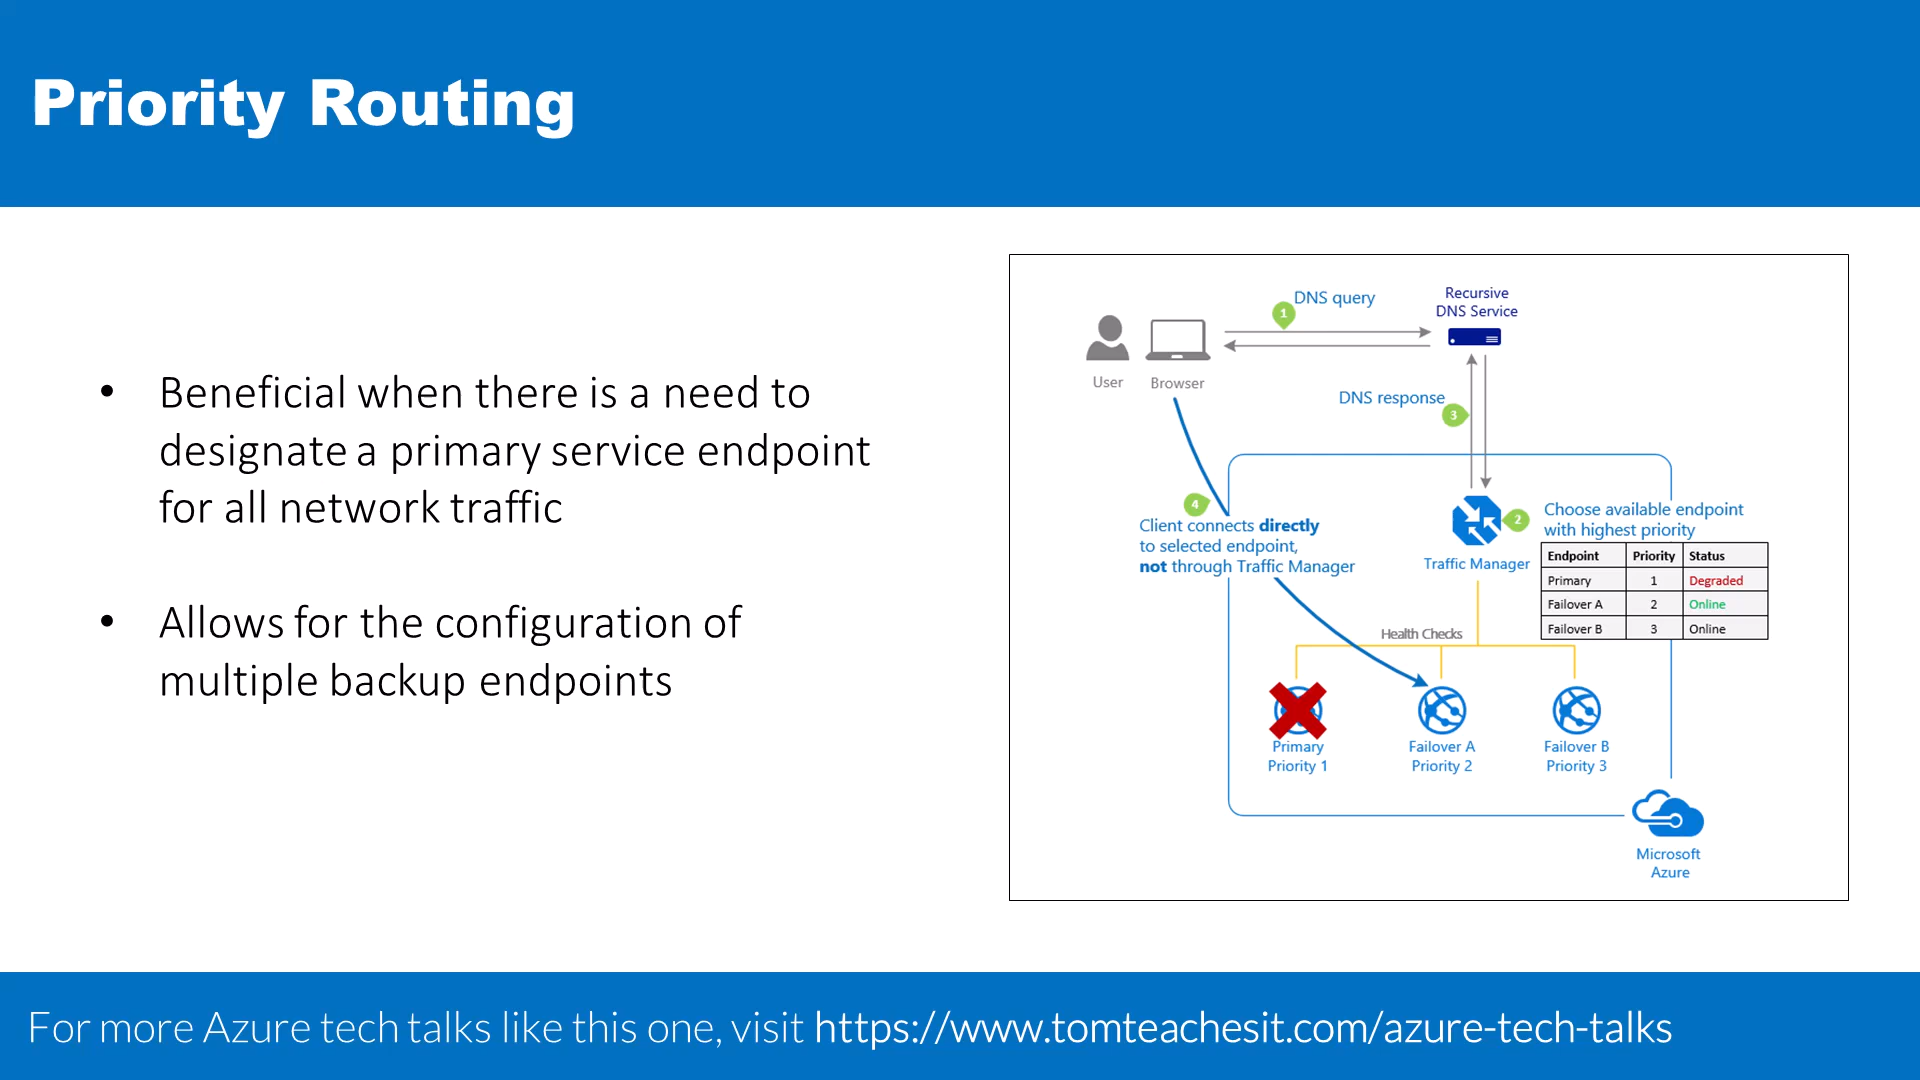 Priority Routing
• Beneficial when there is a need to
designate a primary service endpoint
for all network traffic
• Allows for the configuration of
multiple backup endpoints
DNS query
1
Recursive
DNS Service
User
Browser
DNS response
3
4
Client connects directly
to selected endpoint,
not through Traffic Manager
2
Choose available endpoint
with highest priority
Traffic Manager
Endpoint Priority Status
Primary 1 Degraded
Failover A 2 Online
Failover B 3 Online
Health Checks
Primary
Priority 1
Failover A
Priority 2
Failover B
Priority 3
Microsoft
Azure
For more Azure tech talks like this one, visit https://www.tomteachesit.com/azure-tech-talks